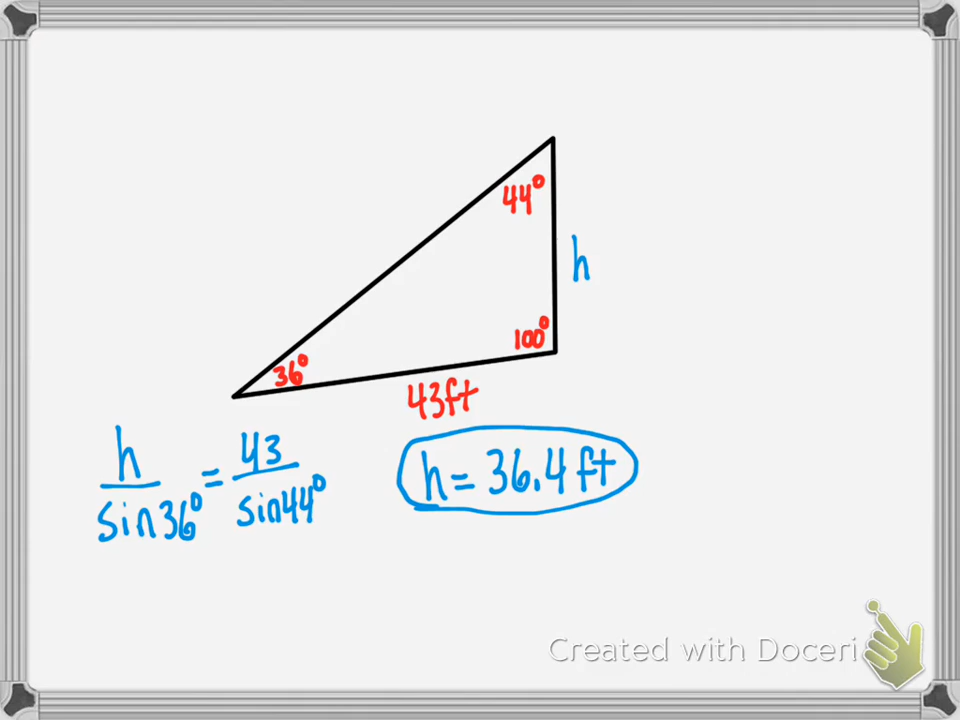 44°
h
100°
36°
43ft
h/sin36° = 43/sin44°
h = 36.4 ft
Created with Doceri